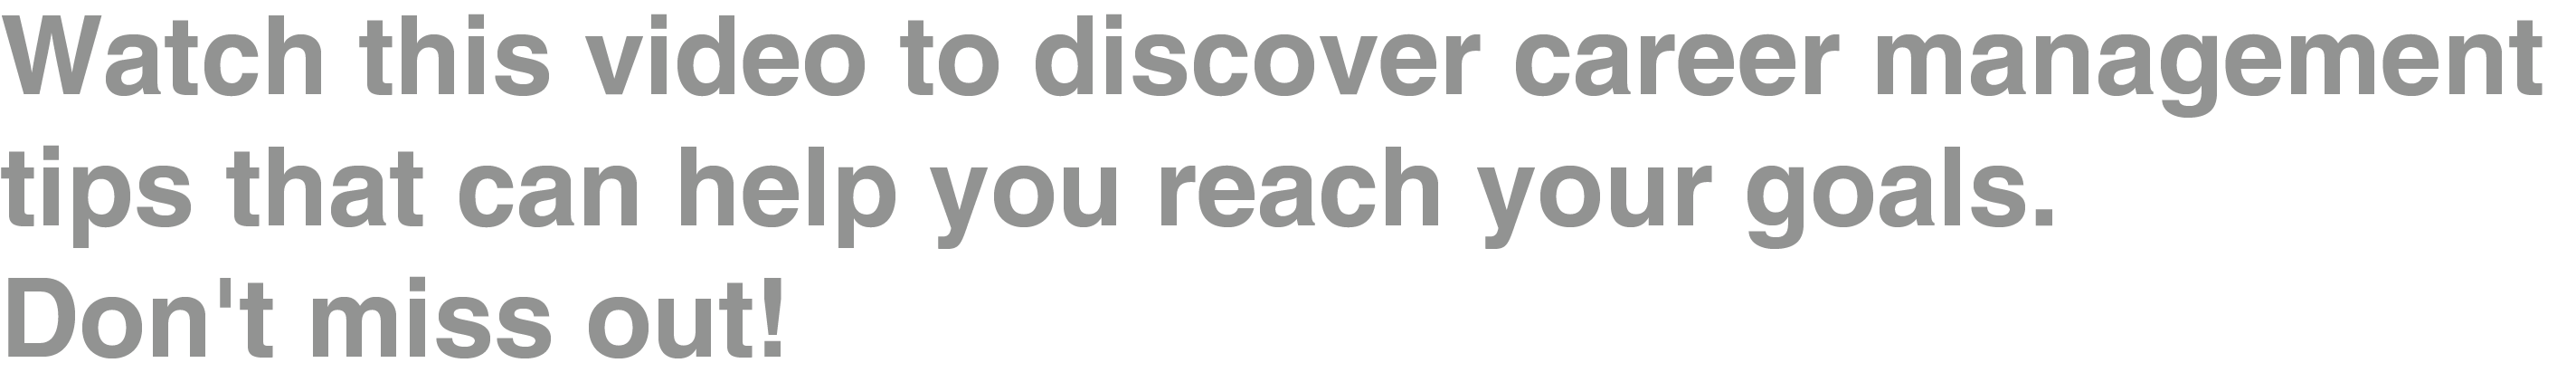 Watch this video to discover career management
tips that can help you reach your goals.
Don't miss out!